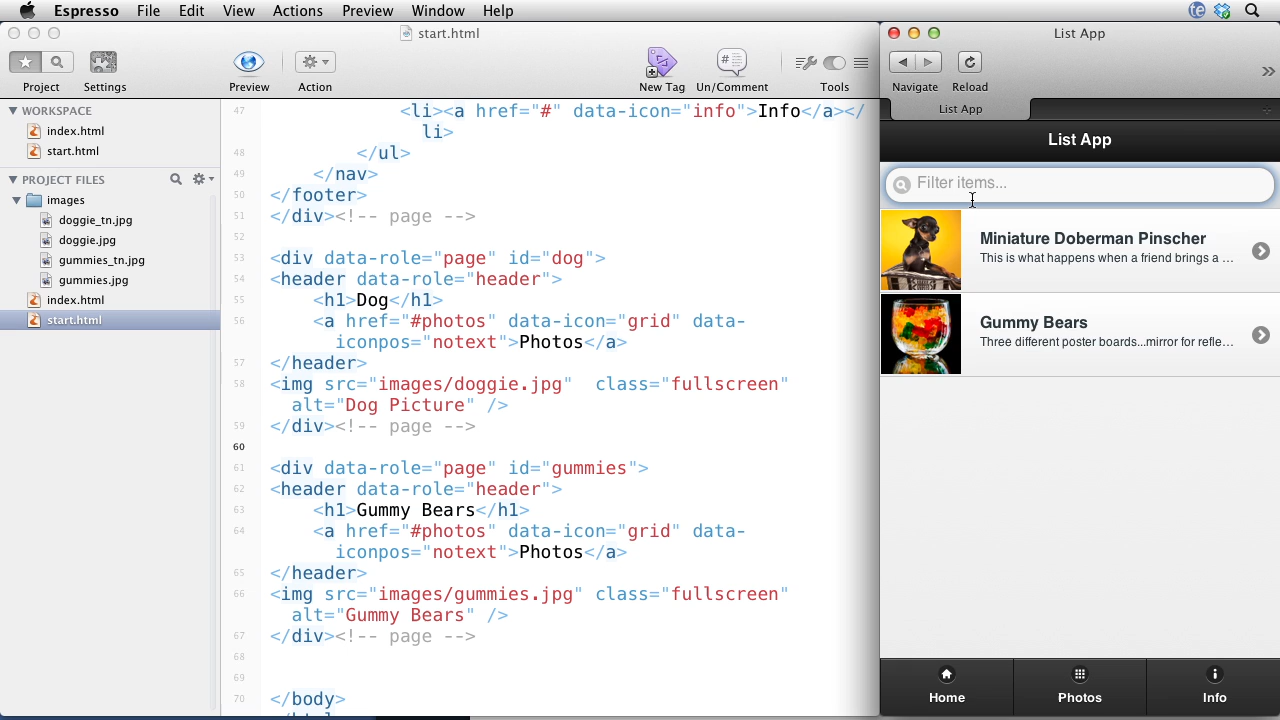 Espresso File Edit View Actions Preview Window Help
start.html
Project Settings Preview Action New Tag Un/Comment Tools
WORKSPACE
index.html
start.html
PROJECT FILES
images
doggie_tn.jpg
doggie.jpg
gummies_tn.jpg
gummies.jpg
index.html
start.html
47 <li><a href="#" data-icon="info">Info</a></
li>
48 </ul>
49 </nav>
50 </footer>
51 </div><!-- page -->
52
53 <div data-role="page" id="dog">
54 <header data-role="header">
55 <h1>Dog</h1>
56 <a href="#photos" data-icon="grid" data-
iconpos="notext">Photos</a>
57 </header>
58 <img src="images/doggie.jpg"  class="fullscreen"
alt="Dog Picture" />
59 </div><!-- page -->
60
61 <div data-role="page" id="gummies">
62 <header data-role="header">
63 <h1>Gummy Bears</h1>
64 <a href="#photos" data-icon="grid" data-
iconpos="notext">Photos</a>
65 </header>
66 <img src="images/gummies.jpg" class="fullscreen"
alt="Gummy Bears" />
67 </div><!-- page -->
68
69
70 </body>
List App
Navigate Reload
List App
List App
Filter items...
Miniature Doberman Pinscher
This is what happens when a friend brings a ...
Gummy Bears
Three different poster boards...mirror for refle...
Home Photos Info